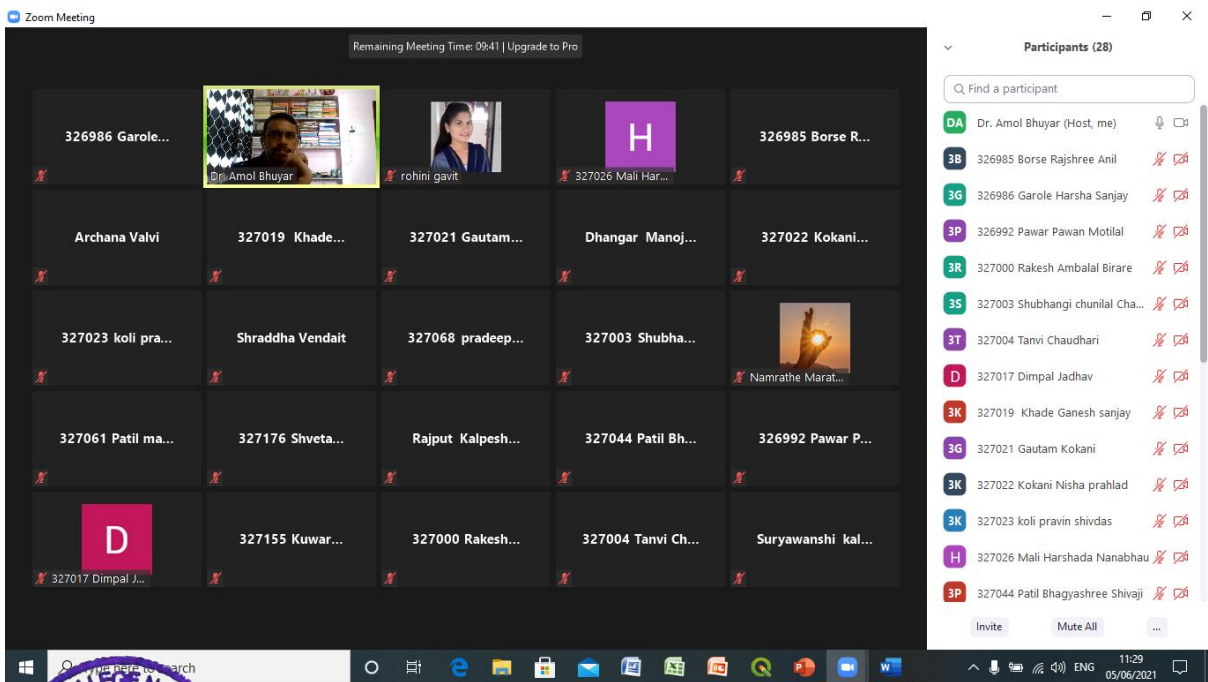 Zoom Meeting
Remaining Meeting Time: 09:41 | Upgrade to Pro
326986 Garole...
Dr. Amol Bhuyar
rohini gavit
H
327026 Mali Har...
326985 Borse R...
Archana Valvi
327019 Khade...
327021 Gautam...
Dhangar Manoj...
327022 Kokani...
327023 koli pra...
Shraddha Vendait
327068 pradeep...
327003 Shubha...
Namrathe Marat...
327061 Patil ma...
327176 Shveta...
Rajput Kalpesh...
327044 Patil Bh...
326992 Pawar P...
D
327017 Dimpal J...
327155 Kuwar...
327000 Rakesh...
327004 Tanvi Ch...
Suryawanshi kal...
Participants (28)
Find a participant
DA Dr. Amol Bhuyar (Host, me)
3B 326985 Borse Rajshree Anil
3G 326986 Garole Harsha Sanjay
3P 326992 Pawar Pawan Motilal
3R 327000 Rakesh Ambalal Birare
3S 327003 Shubhangi chunilal Cha...
3T 327004 Tanvi Chaudhari
D 327017 Dimpal Jadhav
3K 327019 Khade Ganesh sanjay
3G 327021 Gautam Kokani
3K 327022 Kokani Nisha prahlad
3K 327023 koli pravin shivdas
H 327026 Mali Harshada Nanabhau
3P 327044 Patil Bhagyashree Shivaji
Invite Mute All ...
Type here to search
ENG
11:29
05/06/2021